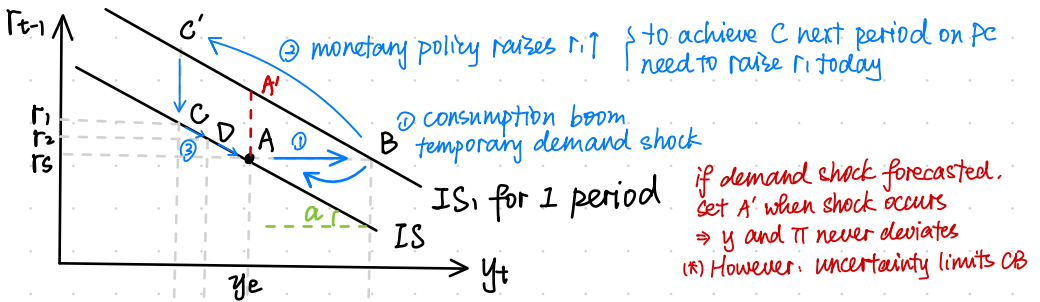 rt-1
C'
② monetary policy raises r₁↑
{ to achieve C next period on PC
need to raise r₁ today
A'
r₁
r₂
rs
C
D
A
③
①
B
① consumption boom
temporary demand shock
IS₁ for 1 period
a
IS
if demand shock forecasted.
set A' when shock occurs
⇒ y and π never deviates
(*) However: uncertainty limits CB
ye
yt